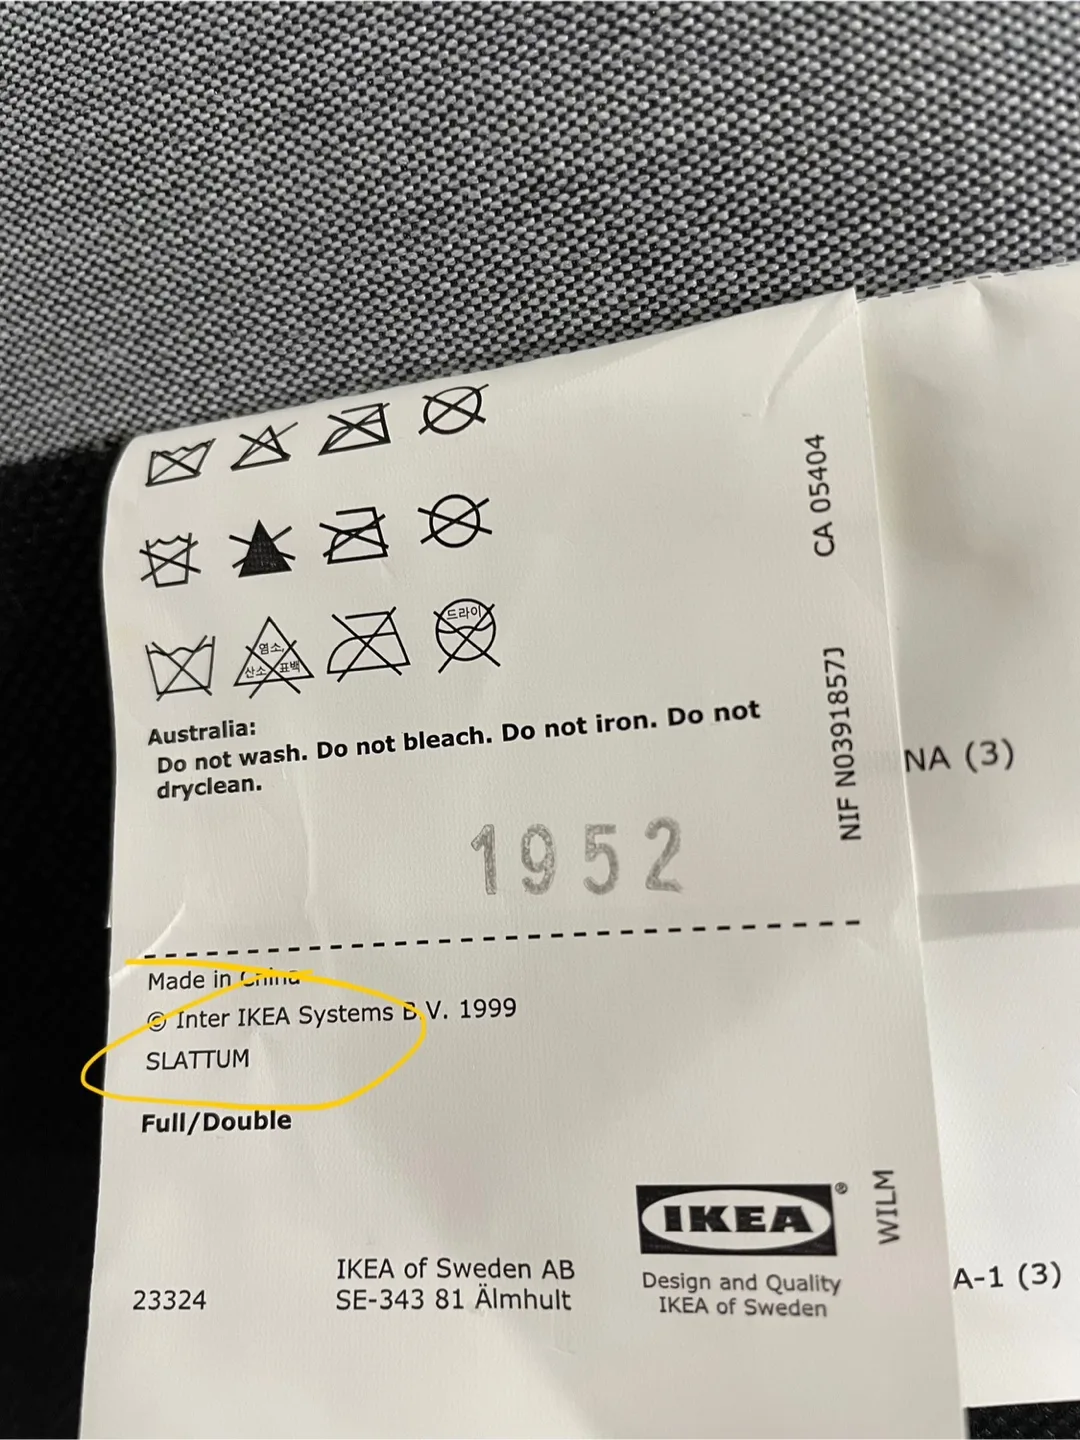 염소,
산소 표백
드라이
Australia:
Do not wash. Do not bleach. Do not iron. Do not
dryclean.
1952
Made in China
© Inter IKEA Systems B.V. 1999
SLATTUM
Full/Double
23324
IKEA of Sweden AB
SE-343 81 Älmhult
IKEA®
Design and Quality
IKEA of Sweden
CA 05404
NIF N0391857J
WILM
NA (3)
A-1 (3)